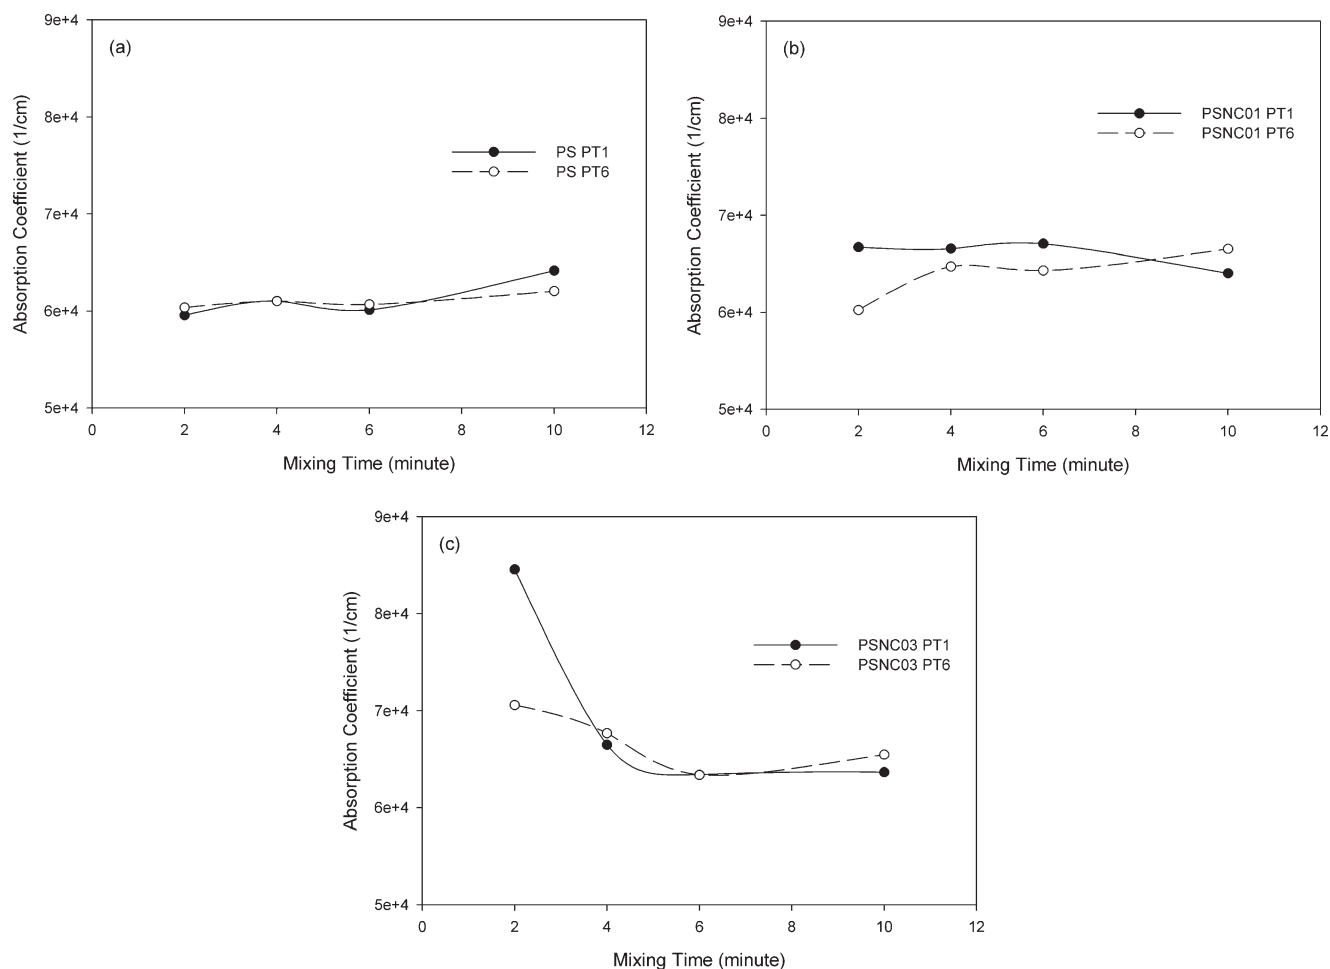 (a)
Absorption Coefficient (1/cm)
9e+4
8e+4
7e+4
6e+4
5e+4
PS PT1
PS PT6
0 2 4 6 8 10 12
Mixing Time (minute)
(b)
Absorption Coefficient (1/cm)
9e+4
8e+4
7e+4
6e+4
5e+4
PSNC01 PT1
PSNC01 PT6
0 2 4 6 8 10 12
Mixing Time (minute)
(c)
Absorption Coefficient (1/cm)
9e+4
8e+4
7e+4
6e+4
5e+4
PSNC03 PT1
PSNC03 PT6
0 2 4 6 8 10 12
Mixing Time (minute)